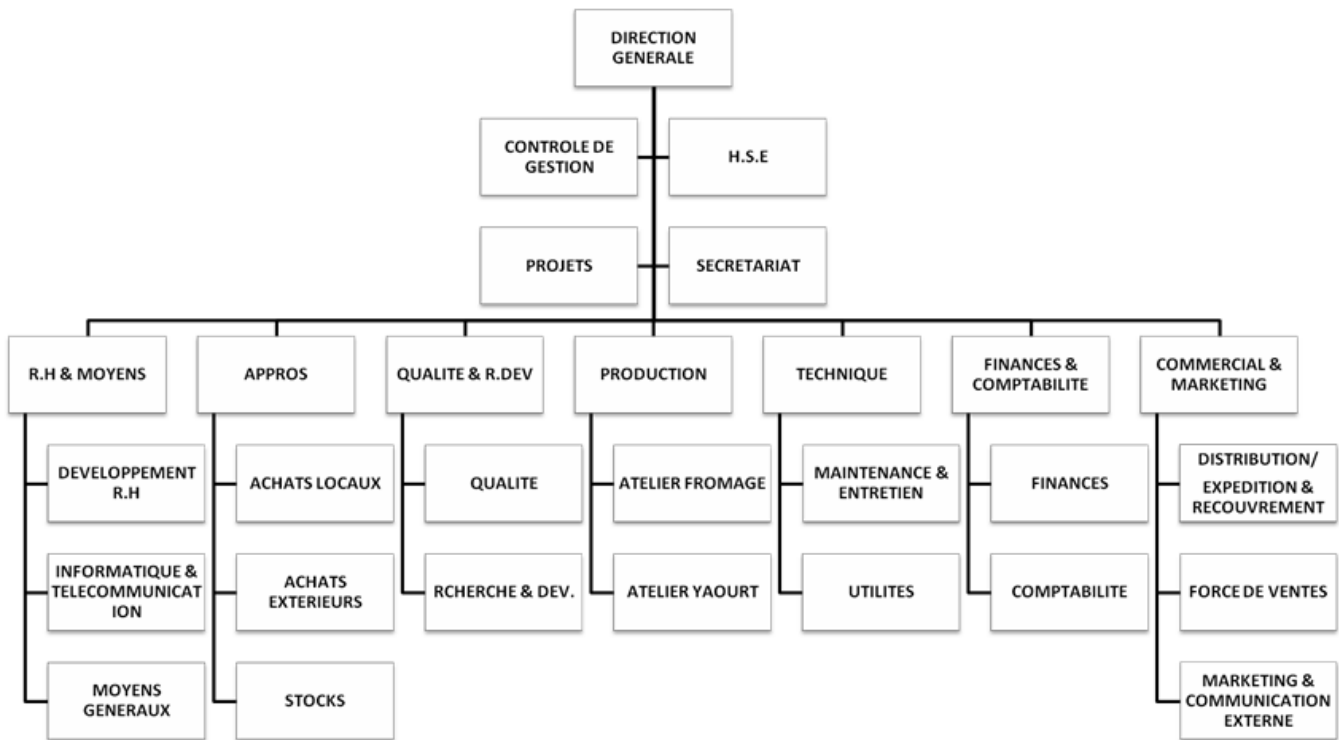 DIRECTION
GENERALE
CONTROLE DE
GESTION
H.S.E
PROJETS
SECRETARIAT
R.H & MOYENS
APPROS
QUALITE & R.DEV
PRODUCTION
TECHNIQUE
FINANCES &
COMPTABILITE
COMMERCIAL &
MARKETING
DEVELOPPEMENT
R.H
ACHATS LOCAUX
QUALITE
ATELIER FROMAGE
MAINTENANCE &
ENTRETIEN
FINANCES
DISTRIBUTION/
EXPEDITION &
RECOUVREMENT
INFORMATIQUE &
TELECOMMUNICAT
ION
ACHATS
EXTERIEURS
RCHERCHE & DEV.
ATELIER YAOURT
UTILITES
COMPTABILITE
FORCE DE VENTES
MOYENS
GENERAUX
STOCKS
MARKETING &
COMMUNICATION
EXTERNE